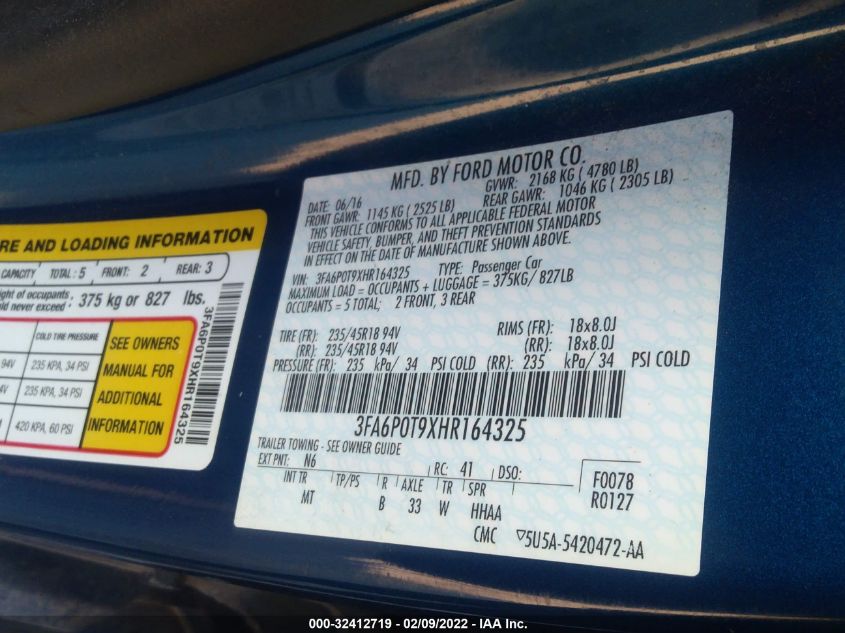 RE AND LOADING INFORMATION
CAPACITY TOTAL : 5 FRONT: 2 REAR: 3
ght of occupants
uld never exceed : 375 kg or 827 lbs.
COLD TIRE PRESSURE
94V 235 KPA, 34 PSI
4V 235 KPA, 34 PSI
420 KPA, 60 PSI
SEE OWNERS
MANUAL FOR
ADDITIONAL
INFORMATION
3FA6P0T9XHR164325
MFD. BY FORD MOTOR CO.
DATE: 06/16 GVWR: 2168 KG ( 4780 LB)
FRONT GAWR: 1145 KG ( 2525 LB) REAR GAWR: 1046 KG ( 2305 LB)
THIS VEHICLE CONFORMS TO ALL APPLICABLE FEDERAL MOTOR
VEHICLE SAFETY, BUMPER, AND THEFT PREVENTION STANDARDS
IN EFFECT ON THE DATE OF MANUFACTURE SHOWN ABOVE.
VIN: 3FA6P0T9XHR164325 TYPE: Passenger Car
MAXIMUM LOAD = OCCUPANTS + LUGGAGE = 375KG/ 827LB
OCCUPANTS = 5 TOTAL; 2 FRONT, 3 REAR
TIRE (FR): 235/45R18 94V RIMS (FR): 18x8.0J
(RR): 235/45R18 94V (RR): 18x8.0J
PRESSURE (FR): 235 kPa/ 34 PSI COLD (RR): 235 kPa/ 34 PSI COLD
3FA6P0T9XHR164325
TRAILER TOWING - SEE OWNER GUIDE
EXT PNT: N6 RC: 41 DSO: F0078
R0127
INT TR TP/PS R AXLE TR SPR
MT B 33 W HHAA
CMC ▽5U5A-5420472-AA
000-32412719 - 02/09/2022 - IAA Inc.